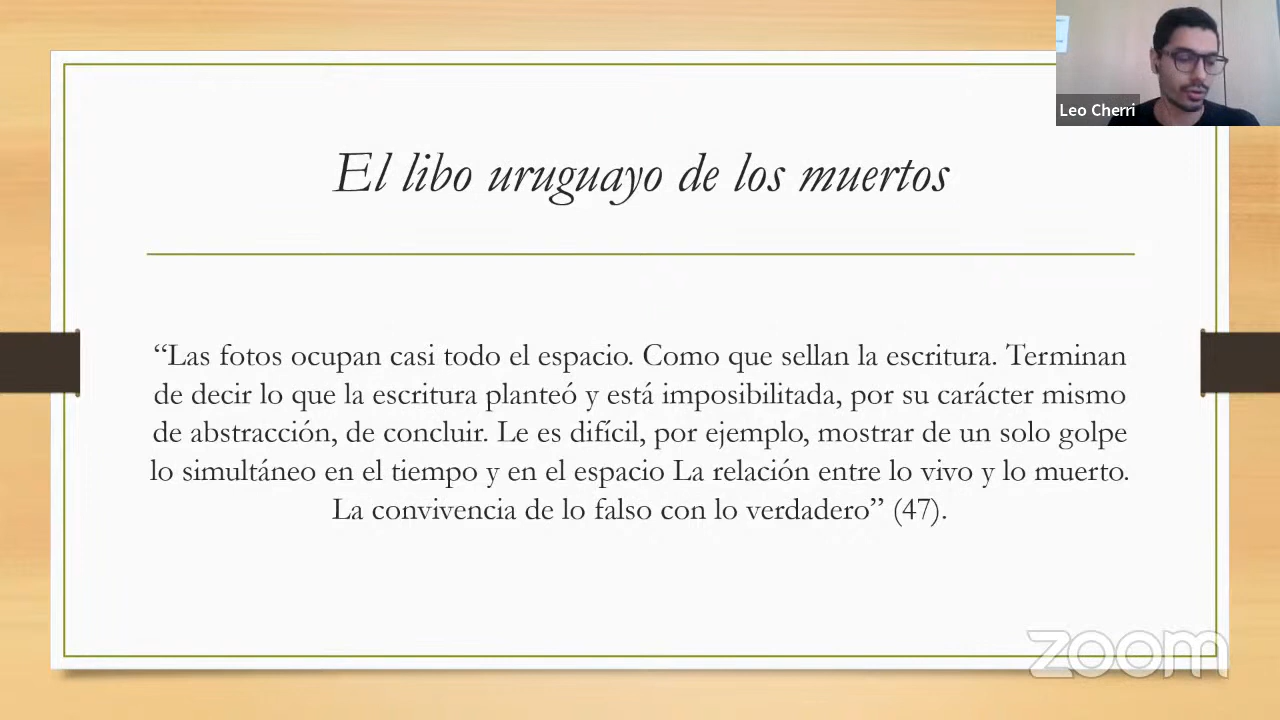 Leo Cherri
El libo uruguayo de los muertos
“Las fotos ocupan casi todo el espacio. Como que sellan la escritura. Terminan
de decir lo que la escritura planteó y está imposibilitada, por su carácter mismo
de abstracción, de concluir. Le es difícil, por ejemplo, mostrar de un solo golpe
lo simultáneo en el tiempo y en el espacio La relación entre lo vivo y lo muerto.
La convivencia de lo falso con lo verdadero” (47).
zoom